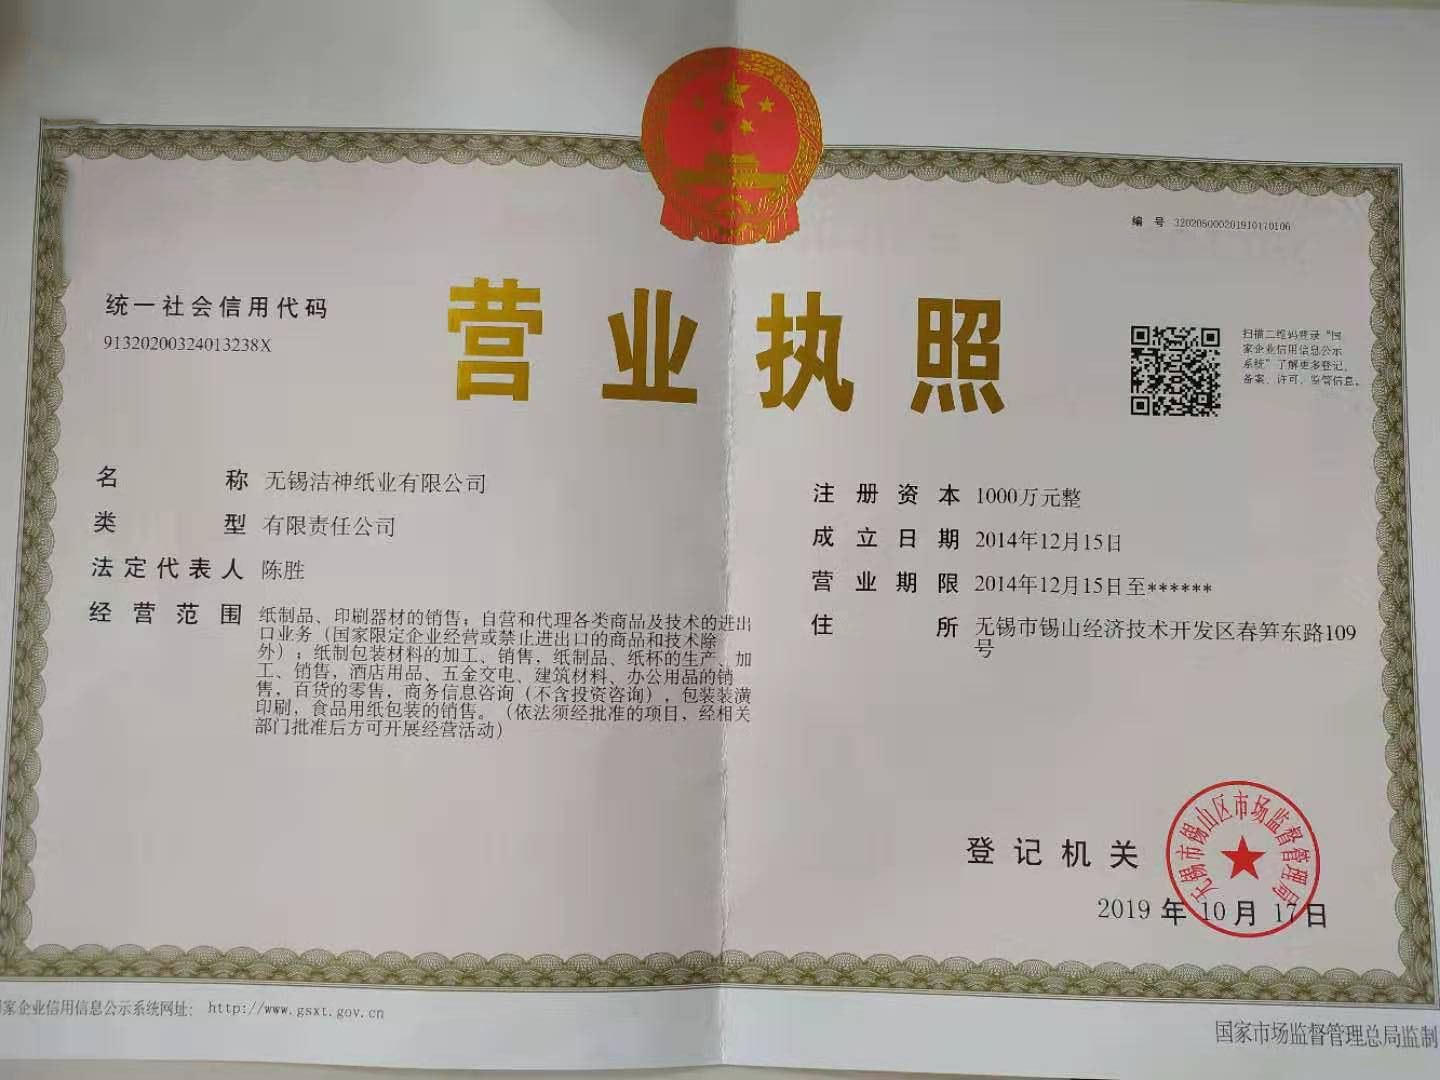 编 号 320205000201910170106
统一社会信用代码
91320200324013238X
营业执照
扫描二维码登录“国
家企业信用信息公示
系统”了解更多登记、
备案、许可、监管信息。
名 称 无锡洁神纸业有限公司
类 型 有限责任公司
法定代表人 陈胜
经营范围 纸制品、印刷器材的销售；自营和代理各类商品及技术的进出
口业务（国家限定企业经营或禁止进出口的商品和技术除
外）；纸制包装材料的加工、销售，纸制品、纸杯的生产、加
工、销售，酒店用品、五金交电、建筑材料、办公用品的销
售，百货的零售，商务信息咨询（不含投资咨询），包装装潢
印刷，食品用纸包装的销售。（依法须经批准的项目，经相关
部门批准后方可开展经营活动）
注册资本 1000万元整
成立日期 2014年12月15日
营业期限 2014年12月15日至******
住 所 无锡市锡山经济技术开发区春笋东路109
号
登记机关
无锡市锡山区市场监督管理局
2019 年 10 月 17 日
家企业信用信息公示系统网址： http://www.gsxt.gov.cn
国家市场监督管理总局监制